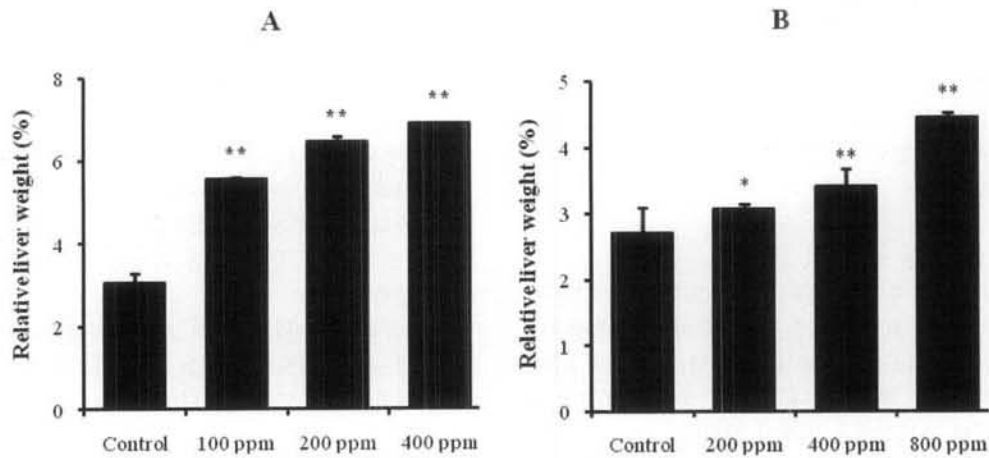 A
Relative liver weight (%)
8
6
4
2
0
**
**
**
Control 100 ppm 200 ppm 400 ppm
B
Relative liver weight (%)
5
4
3
2
1
0
*
**
**
Control 200 ppm 400 ppm 800 ppm